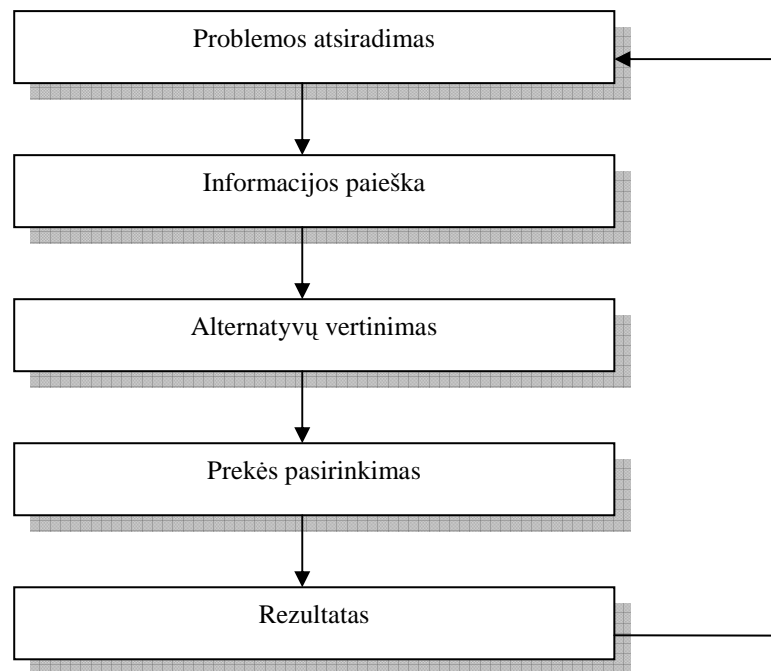 Problemos atsiradimas
Informacijos paieška
Alternatyvų vertinimas
Prekės pasirinkimas
Rezultatas